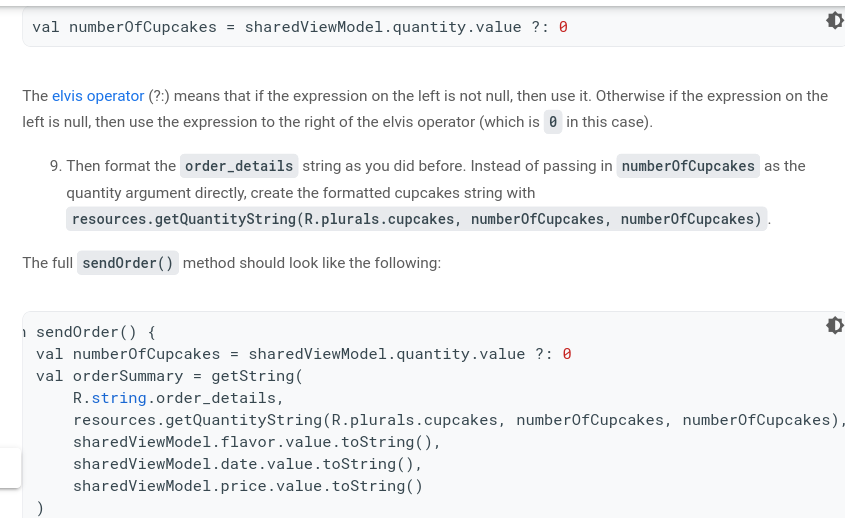 val numberOfCupcakes = sharedViewModel.quantity.value ?: 0
The elvis operator (?:) means that if the expression on the left is not null, then use it. Otherwise if the expression on the
left is null, then use the expression to the right of the elvis operator (which is 0 in this case).
9. Then format the order_details string as you did before. Instead of passing in numberOfCupcakes as the
quantity argument directly, create the formatted cupcakes string with
resources.getQuantityString(R.plurals.cupcakes, numberOfCupcakes, numberOfCupcakes).
The full sendOrder() method should look like the following:
sendOrder() {
val numberOfCupcakes = sharedViewModel.quantity.value ?: 0
val orderSummary = getString(
R.string.order_details,
resources.getQuantityString(R.plurals.cupcakes, numberOfCupcakes, numberOfCupcakes),
sharedViewModel.flavor.value.toString(),
sharedViewModel.date.value.toString(),
sharedViewModel.price.value.toString()
)